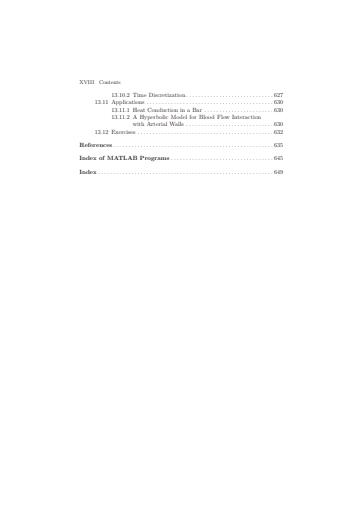 XVIII Contents
13.10.2 Time Discretization. . . . . . . . . . . . . . . . . . . . . . . . . . . . . 627
13.11 Applications . . . . . . . . . . . . . . . . . . . . . . . . . . . . . . . . . . . . . . . . . 630
13.11.1 Heat Conduction in a Bar . . . . . . . . . . . . . . . . . . . . . . . 630
13.11.2 A Hyperbolic Model for Blood Flow Interaction
with Arterial Walls . . . . . . . . . . . . . . . . . . . . . . . . . . . . . 630
13.12 Exercises . . . . . . . . . . . . . . . . . . . . . . . . . . . . . . . . . . . . . . . . . . . . 632
References . . . . . . . . . . . . . . . . . . . . . . . . . . . . . . . . . . . . . . . . . . . . . . . . . . . . 635
Index of MATLAB Programs . . . . . . . . . . . . . . . . . . . . . . . . . . . . . . . . . 645
Index . . . . . . . . . . . . . . . . . . . . . . . . . . . . . . . . . . . . . . . . . . . . . . . . . . . . . . . . . 649